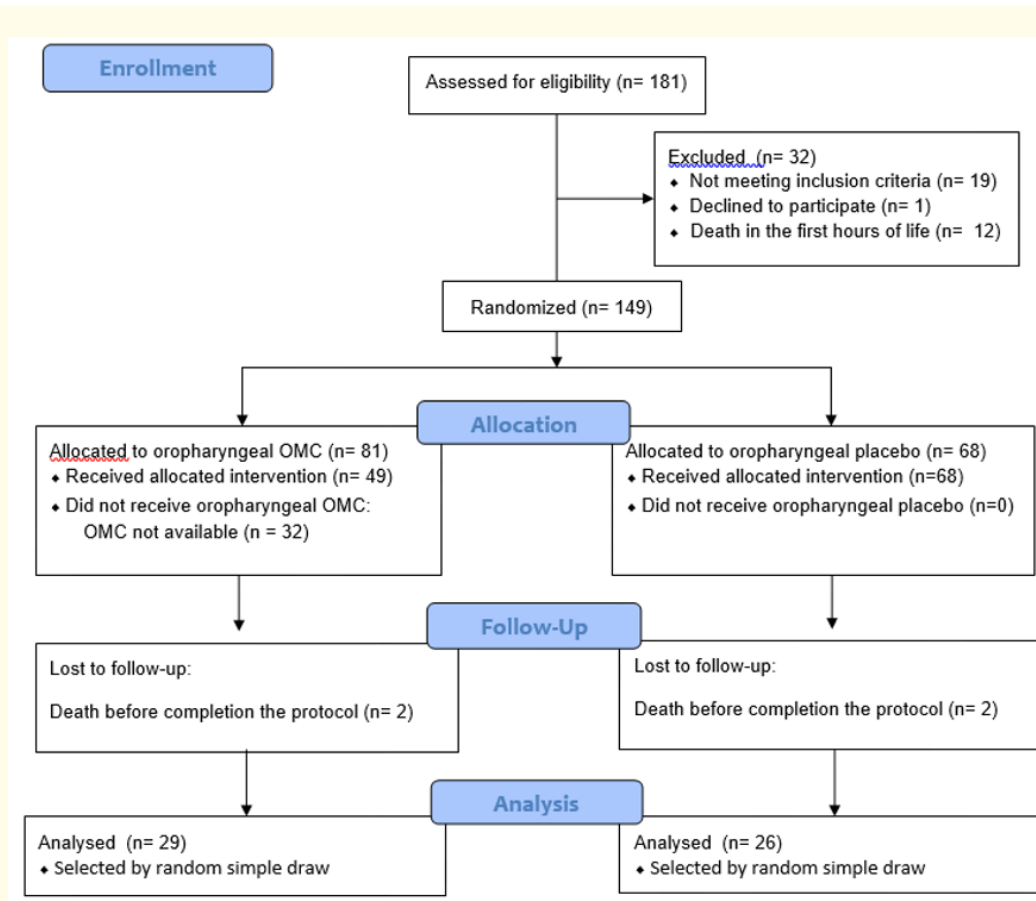 Enrollment
Assessed for eligibility (n= 181)
Excluded (n= 32)
⬥ Not meeting inclusion criteria (n= 19)
⬥ Declined to participate (n= 1)
⬥ Death in the first hours of life (n= 12)
Randomized (n= 149)
Allocation
Allocated to oropharyngeal OMC (n= 81)
⬥ Received allocated intervention (n= 49)
⬥ Did not receive oropharyngeal OMC:
OMC not available (n = 32)
Allocated to oropharyngeal placebo (n= 68)
⬥ Received allocated intervention (n=68)
⬥ Did not receive oropharyngeal placebo (n=0)
Follow-Up
Lost to follow-up:
Death before completion the protocol (n= 2)
Lost to follow-up:
Death before completion the protocol (n= 2)
Analysis
Analysed (n= 29)
⬥ Selected by random simple draw
Analysed (n= 26)
⬥ Selected by random simple draw